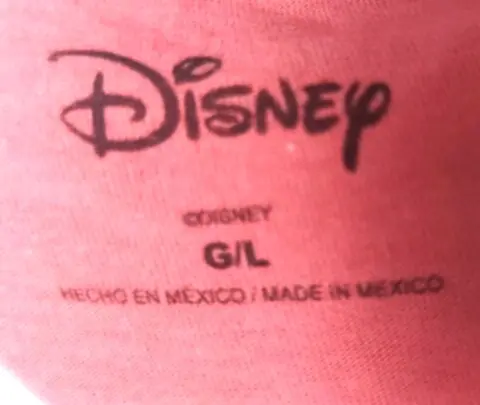 Disney
©DISNEY
G/L
HECHO EN MÉXICO / MADE IN MEXICO